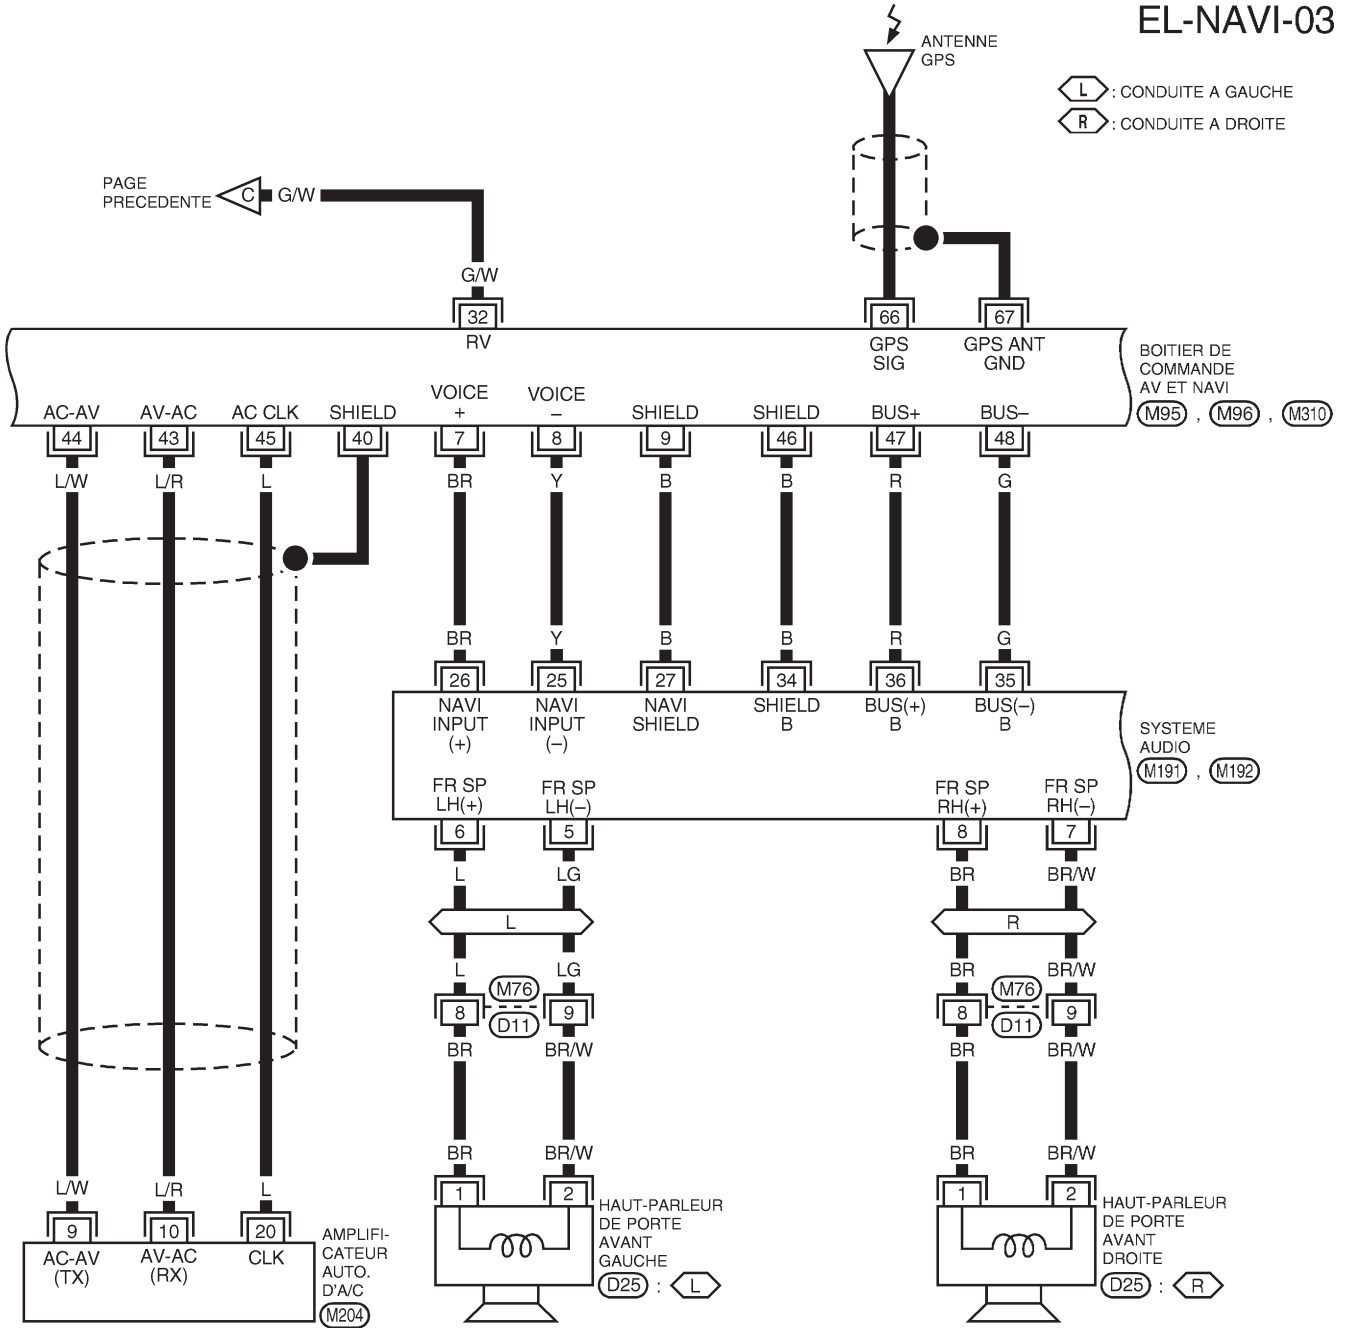 EL-NAVI-03
ANTENNE
GPS
L : CONDUITE A GAUCHE
R : CONDUITE A DROITE
PAGE
PRECEDENTE
C
G/W
G/W
32
66
67
RV
GPS
SIG
GPS ANT
GND
BOITIER DE
COMMANDE
AV ET NAVI
M95 , M96 , M310
AC-AV
AV-AC
AC CLK
SHIELD
VOICE
+
VOICE
–
SHIELD
SHIELD
BUS+
BUS–
44
43
45
40
7
8
9
46
47
48
L/W
L/R
L
BR
Y
B
B
R
G
BR
Y
B
B
R
G
26
25
27
34
36
35
NAVI
INPUT
(+)
NAVI
INPUT
(–)
NAVI
SHIELD
SHIELD
B
BUS(+)
B
BUS(–)
B
SYSTEME
AUDIO
M191 , M192
FR SP
LH(+)
FR SP
LH(–)
FR SP
RH(+)
FR SP
RH(–)
6
5
8
7
L
LG
BR
BR/W
L
R
L
LG
BR
BR/W
8
M76
D11
9
8
M76
D11
9
BR
BR/W
BR
BR/W
BR
BR/W
BR
BR/W
1
2
1
2
HAUT-PARLEUR
DE PORTE
AVANT
GAUCHE
D25 : L
HAUT-PARLEUR
DE PORTE
AVANT
DROITE
D25 : R
L/W
L/R
L
9
10
20
AC-AV
(TX)
AV-AC
(RX)
CLK
AMPLIFI-
CATEUR
AUTO.
D'A/C
M204